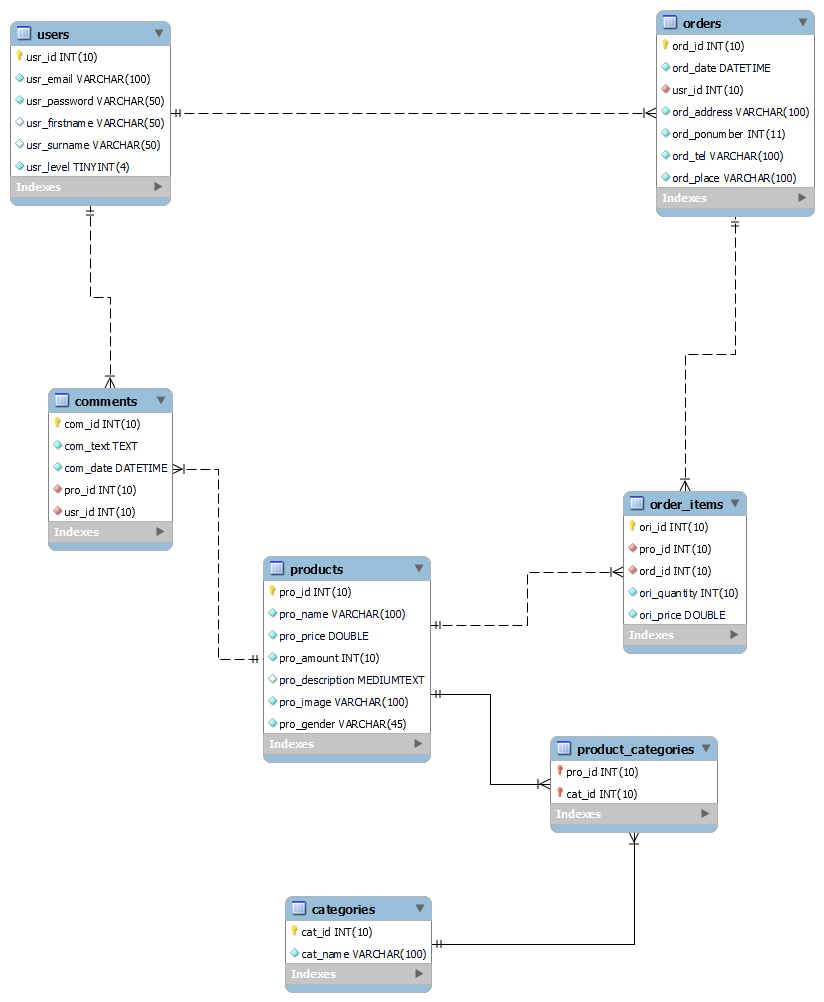 users
usr_id INT(10)
usr_email VARCHAR(100)
usr_password VARCHAR(50)
usr_firstname VARCHAR(50)
usr_surname VARCHAR(50)
usr_level TINYINT(4)
Indexes
orders
ord_id INT(10)
ord_date DATETIME
usr_id INT(10)
ord_address VARCHAR(100)
ord_ponumber INT(11)
ord_tel VARCHAR(100)
ord_place VARCHAR(100)
Indexes
comments
com_id INT(10)
com_text TEXT
com_date DATETIME
pro_id INT(10)
usr_id INT(10)
Indexes
order_items
ori_id INT(10)
pro_id INT(10)
ord_id INT(10)
ori_quantity INT(10)
ori_price DOUBLE
Indexes
products
pro_id INT(10)
pro_name VARCHAR(100)
pro_price DOUBLE
pro_amount INT(10)
pro_description MEDIUMTEXT
pro_image VARCHAR(100)
pro_gender VARCHAR(45)
Indexes
product_categories
pro_id INT(10)
cat_id INT(10)
Indexes
categories
cat_id INT(10)
cat_name VARCHAR(100)
Indexes